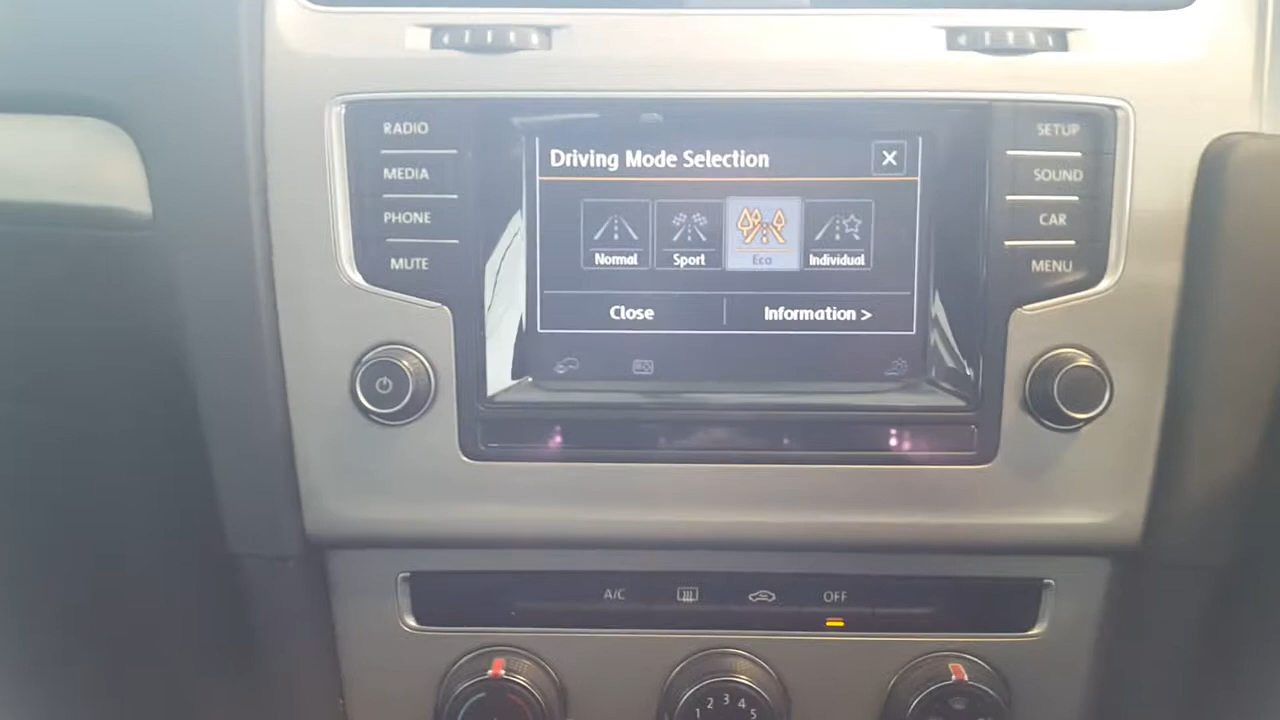 RADIO
MEDIA
PHONE
MUTE
Driving Mode Selection
Normal Sport Eco Individual
Close Information >
SETUP
SOUND
CAR
MENU
A/C OFF
1 2 3 4 5